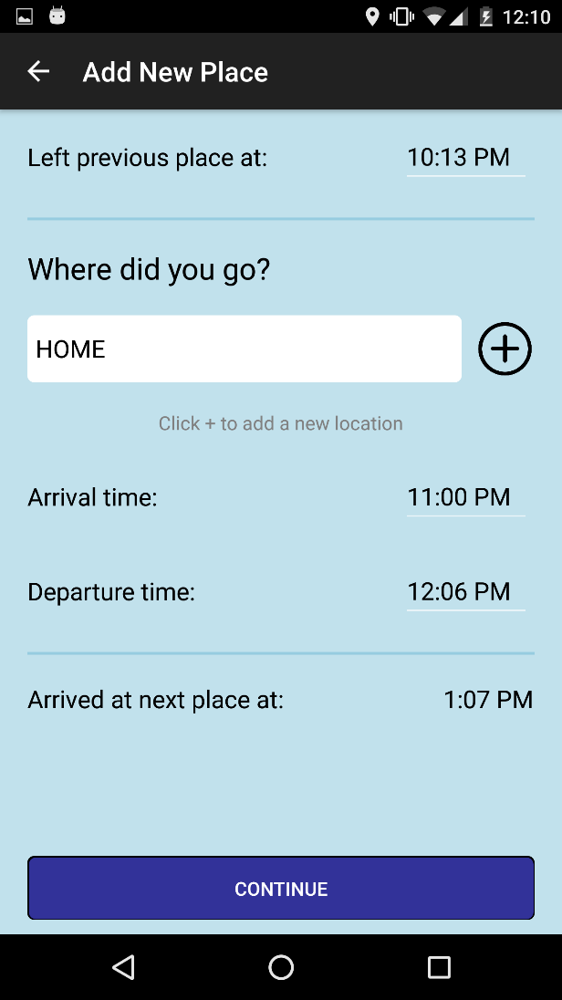 12:10
Add New Place
Left previous place at: 10:13 PM
Where did you go?
HOME
Click + to add a new location
Arrival time: 11:00 PM
Departure time: 12:06 PM
Arrived at next place at: 1:07 PM
CONTINUE